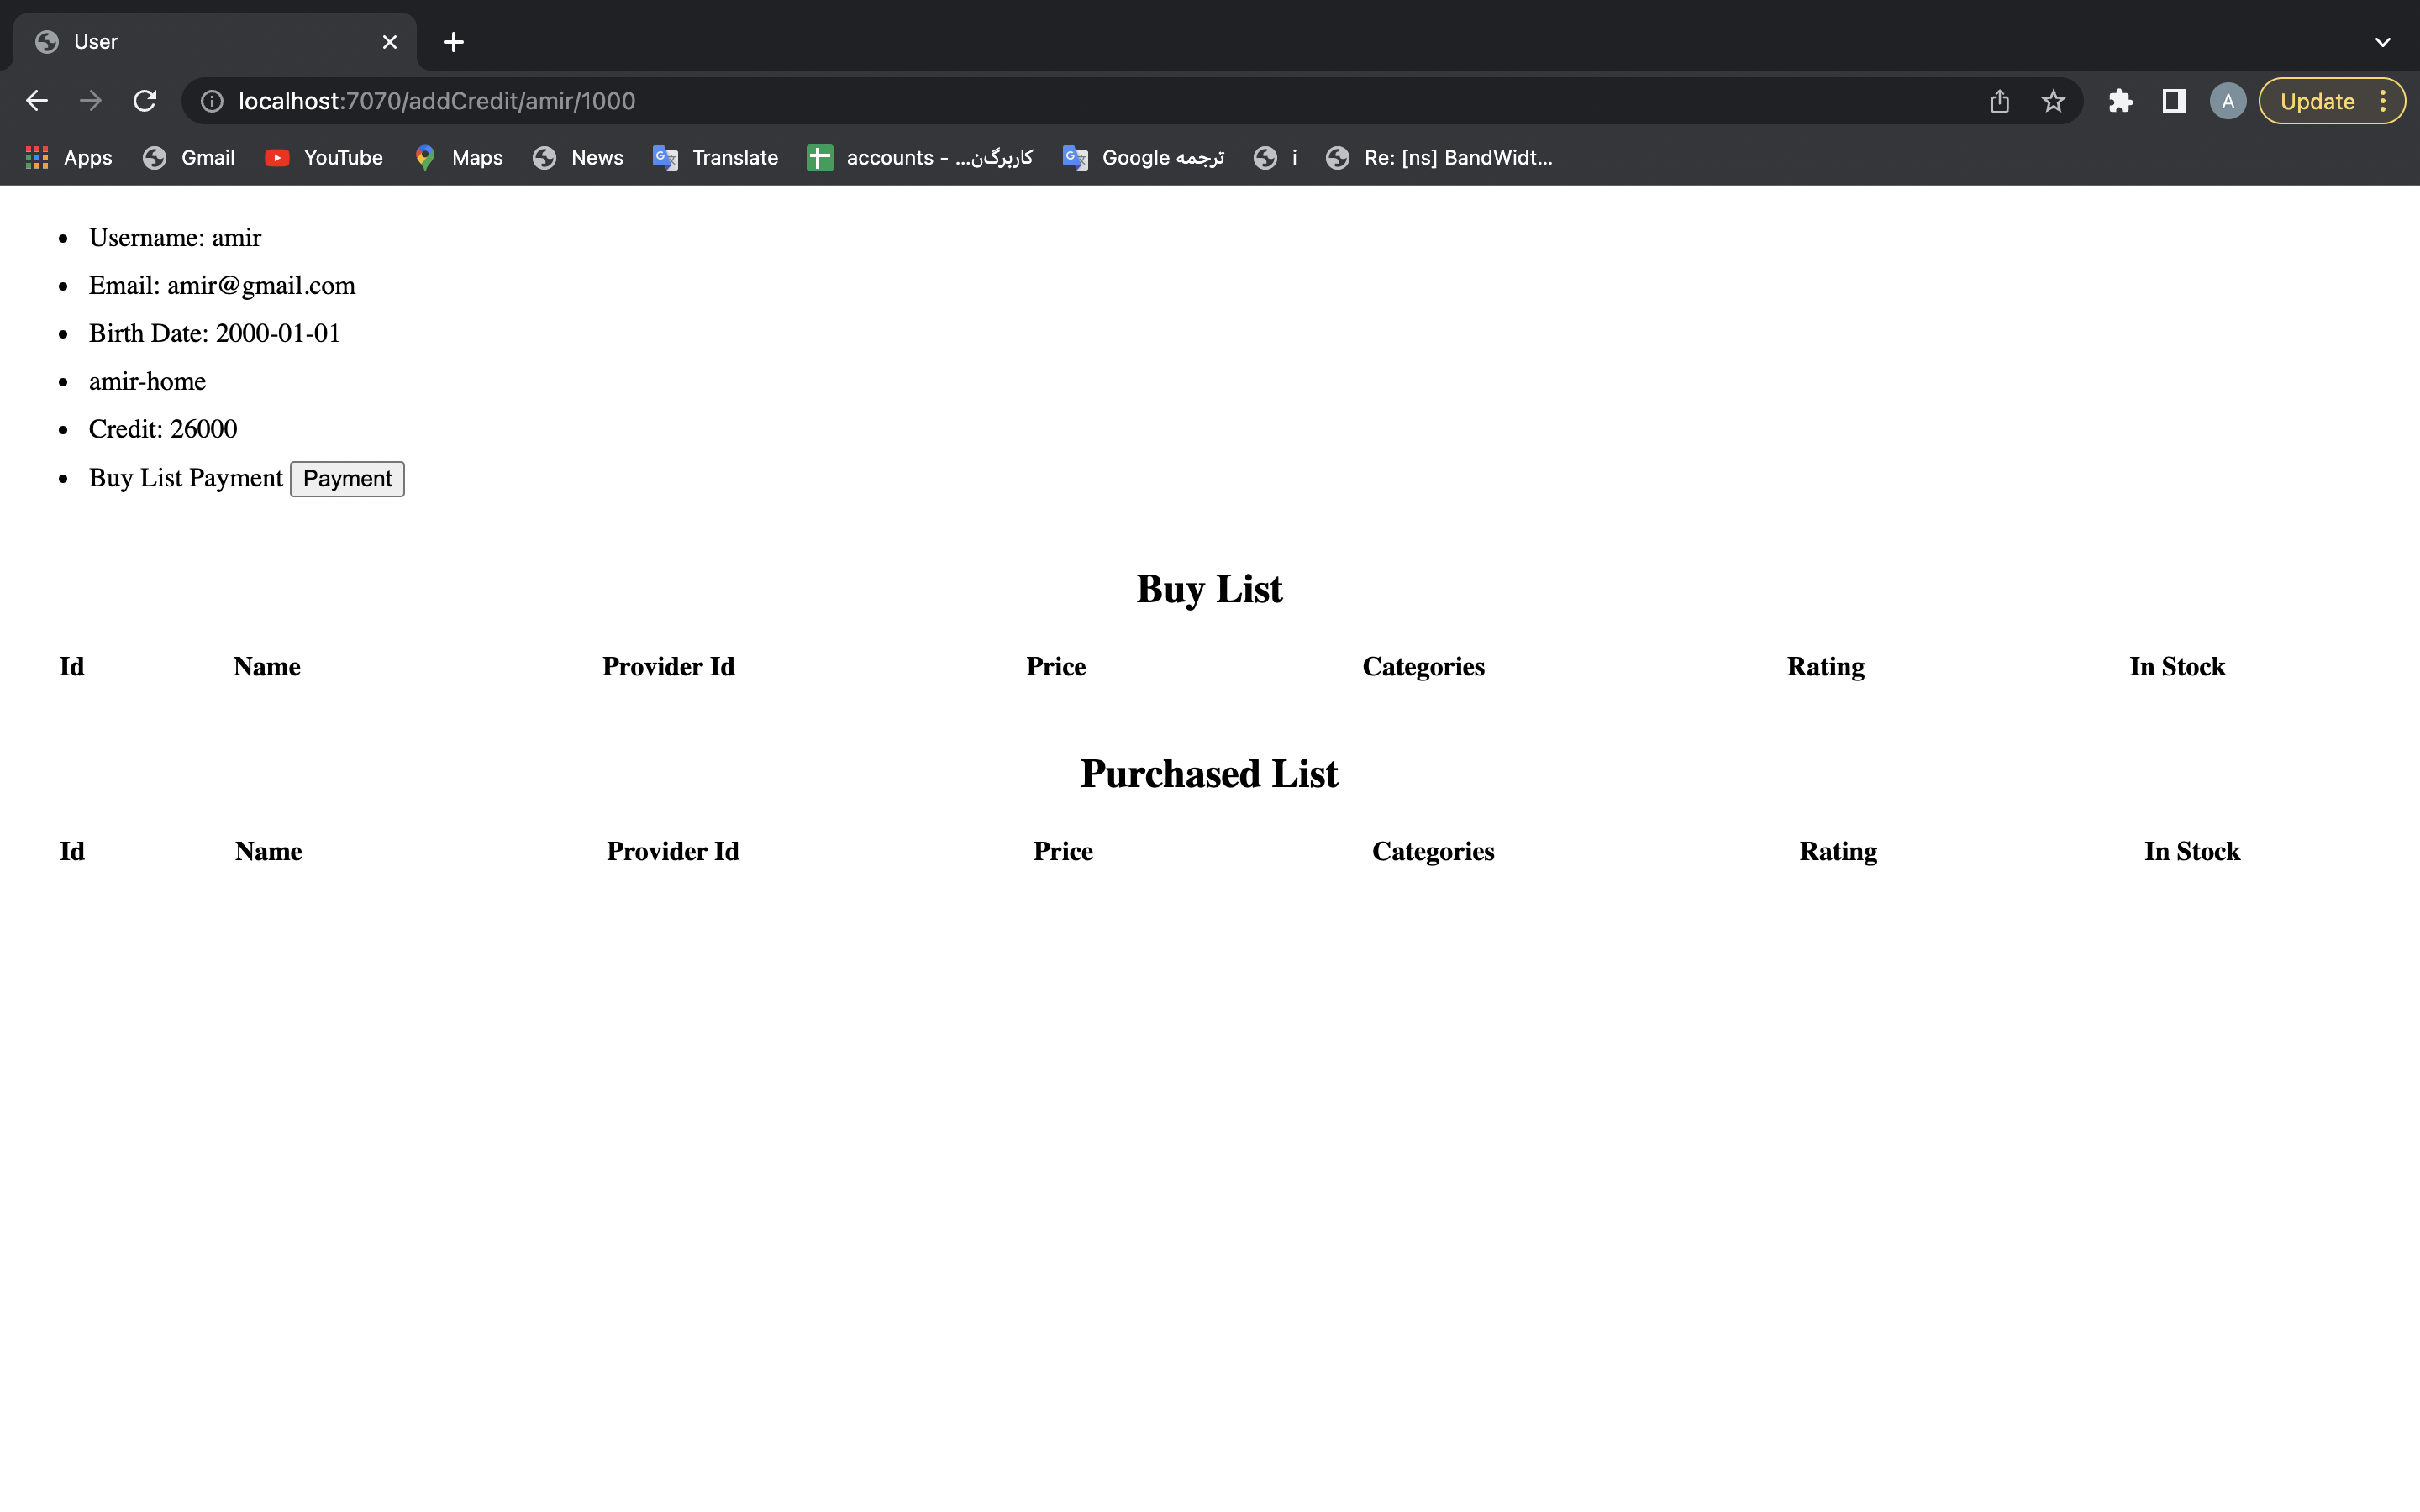 User
localhost:7070/addCredit/amir/1000
A
Update
Apps Gmail YouTube Maps News Translate accounts - ...کاربرگ‌ن Google ترجمه i Re: [ns] BandWidt...
• Username: amir
• Email: amir@gmail.com
• Birth Date: 2000-01-01
• amir-home
• Credit: 26000
• Buy List Payment Payment
Buy List
Id Name Provider Id Price Categories Rating In Stock
Purchased List
Id Name Provider Id Price Categories Rating In Stock